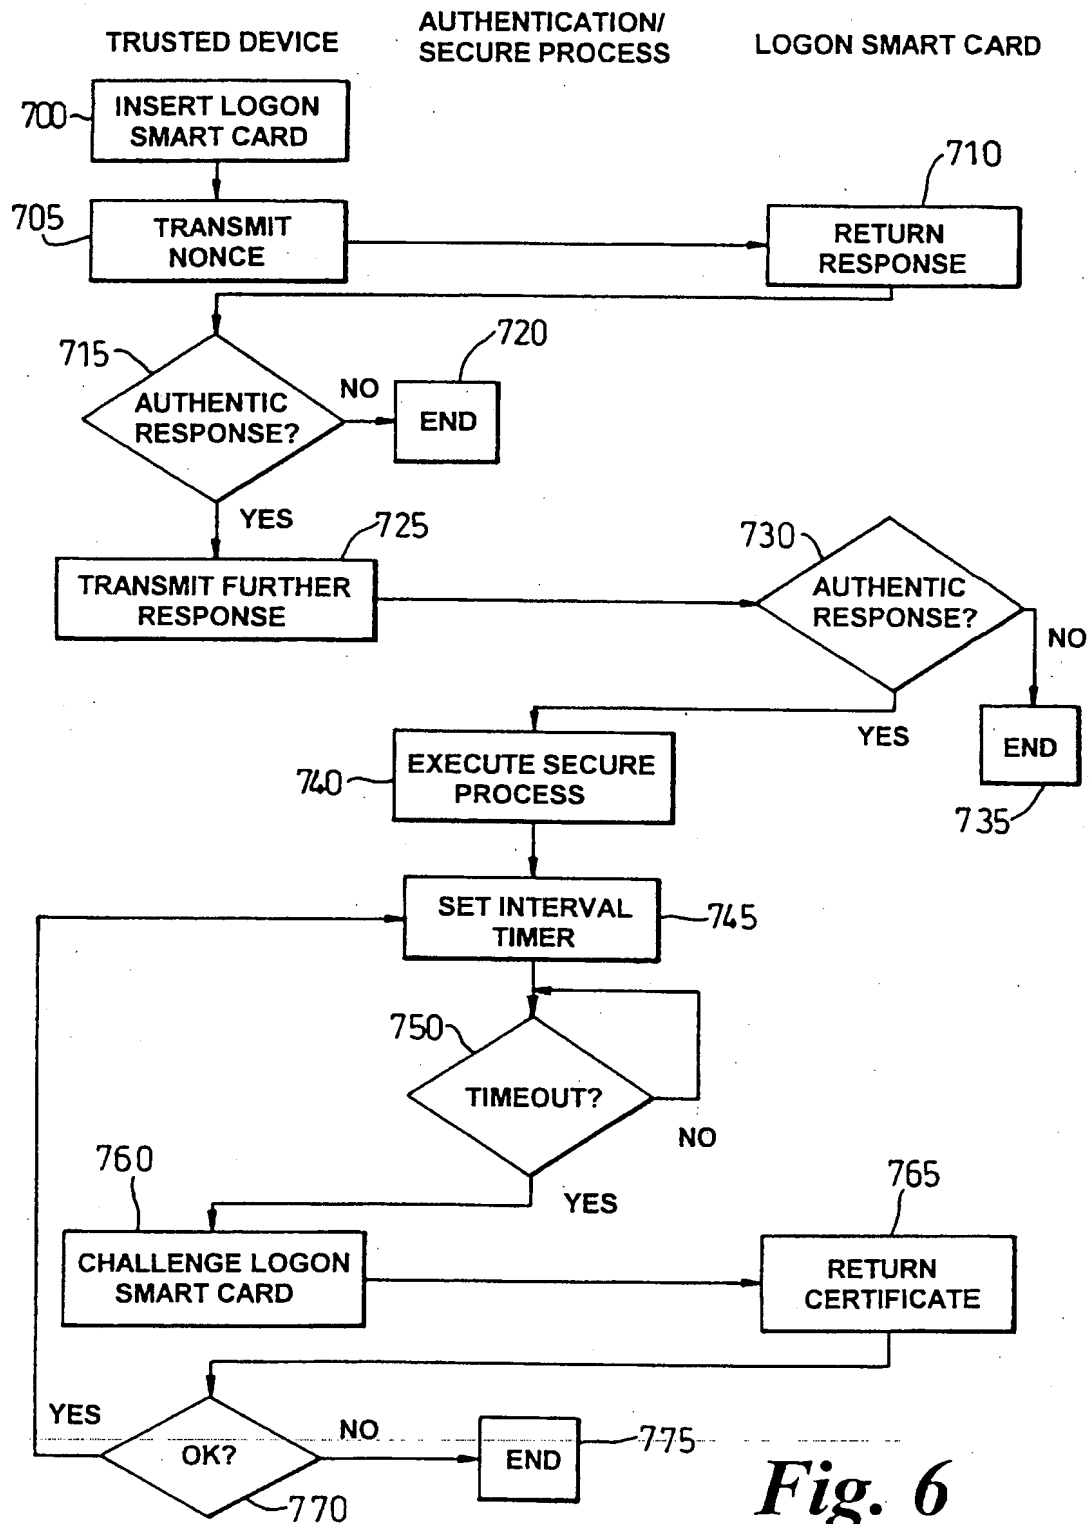 TRUSTED DEVICE
AUTHENTICATION/
SECURE PROCESS
LOGON SMART CARD
700
INSERT LOGON
SMART CARD
705
TRANSMIT
NONCE
710
RETURN
RESPONSE
715
AUTHENTIC
RESPONSE?
NO
720
END
YES
725
TRANSMIT FURTHER
RESPONSE
730
AUTHENTIC
RESPONSE?
NO
YES
END
735
740
EXECUTE SECURE
PROCESS
SET INTERVAL
TIMER
745
750
TIMEOUT?
NO
YES
760
CHALLENGE LOGON
SMART CARD
765
RETURN
CERTIFICATE
YES
OK?
NO
770
END
775
Fig. 6